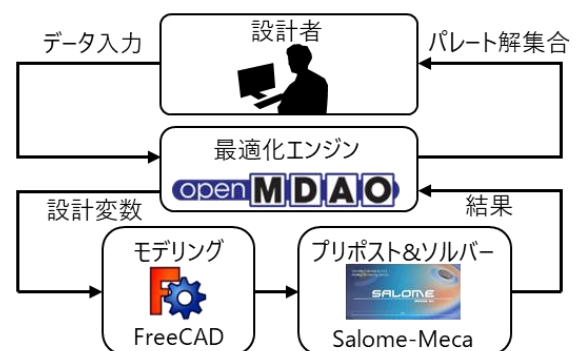 設計者
データ入力
パレート解集合
最適化エンジン
open MDAO
設計変数
結果
モデリング
FreeCAD
プリポスト&ソルバー
SALOME
Salome-Meca